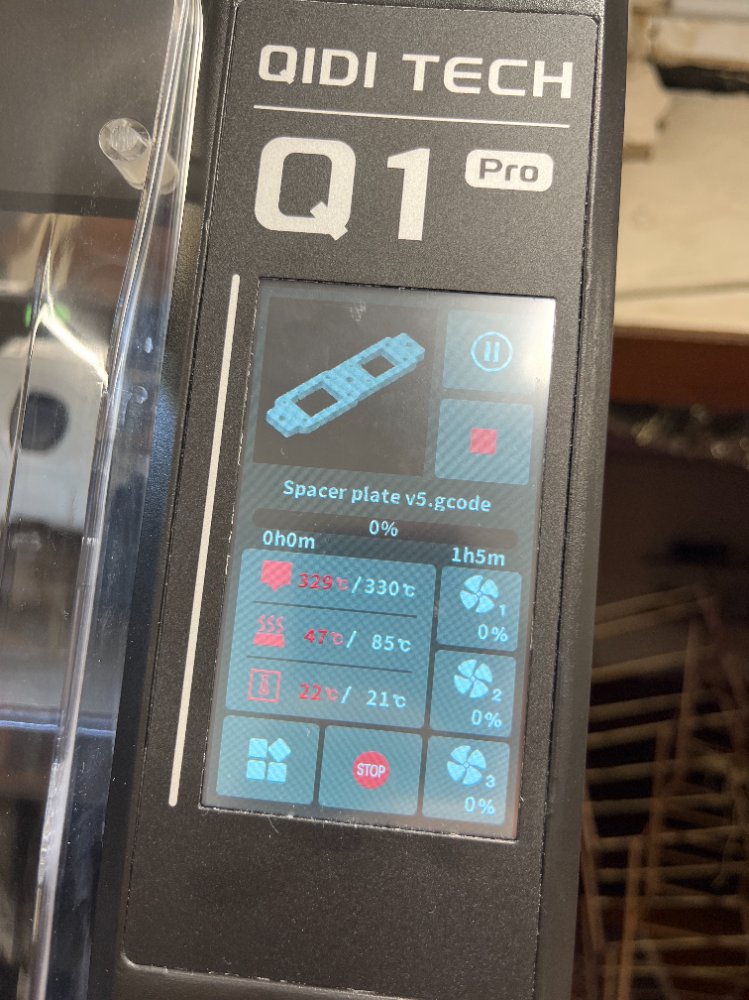 QIDI TECH
Q1 Pro
Spacer plate v5.gcode
0%
0h0m 1h5m
329℃/330℃
47℃/ 85℃
22℃/ 21℃
1
0%
2
0%
3
0%
STOP